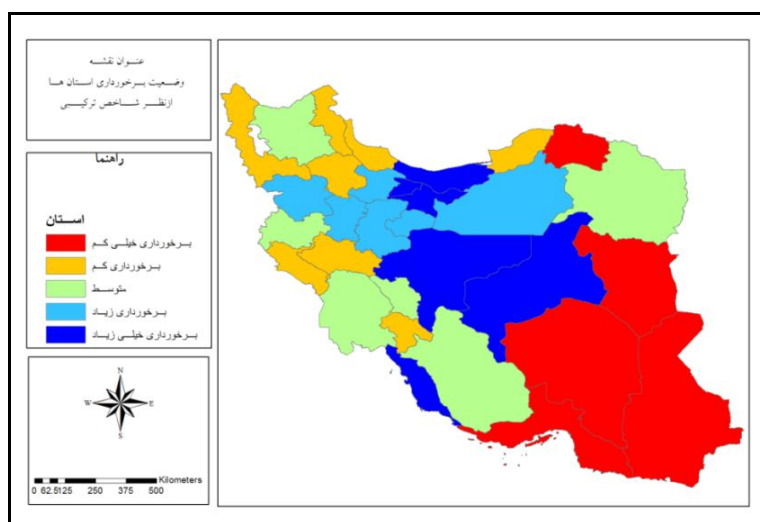 عنوان نقشه
وضعیت برخورداری استان ها
ازنظر شاخص ترکیبی
راهنما
استان
برخورداری خیلی کم
برخورداری کم
متوسط
برخورداری زیاد
برخورداری خیلی زیاد
N
W E
S
Kilometers
0 62.5125 250 375 500